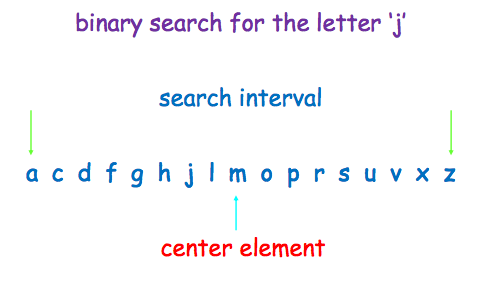 binary search for the letter ‘j’
search interval
a c d f g h j l m o p r s u v x z
center element